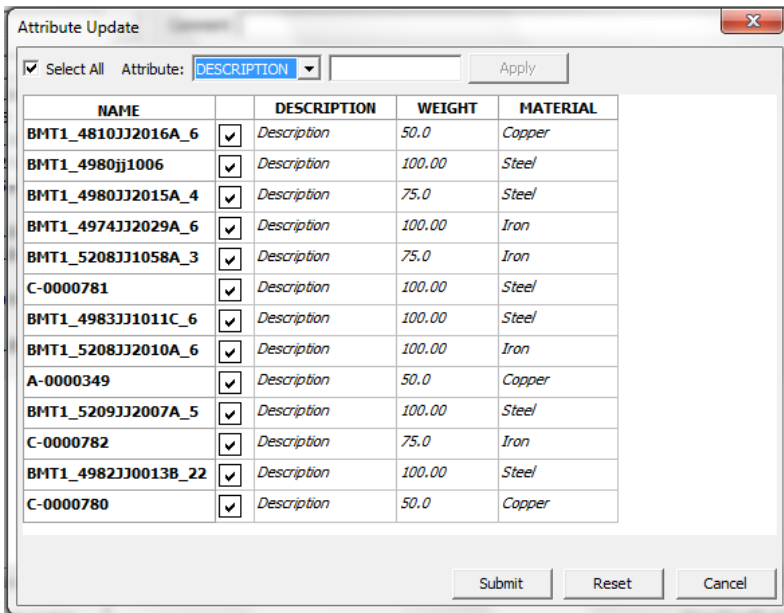 Attribute Update
Select All Attribute: DESCRIPTION Apply
NAME DESCRIPTION WEIGHT MATERIAL
BMT1_4810JJ2016A_6 Description 50.0 Copper
BMT1_4980jj1006 Description 100.00 Steel
BMT1_4980JJ2015A_4 Description 75.0 Steel
BMT1_4974JJ2029A_6 Description 100.00 Iron
BMT1_5208JJ1058A_3 Description 75.0 Iron
C-0000781 Description 100.00 Steel
BMT1_4983JJ1011C_6 Description 100.00 Steel
BMT1_5208JJ2010A_6 Description 100.00 Iron
A-0000349 Description 50.0 Copper
BMT1_5209JJ2007A_5 Description 100.00 Steel
C-0000782 Description 75.0 Iron
BMT1_4982JJ0013B_22 Description 100.00 Steel
C-0000780 Description 50.0 Copper
Submit Reset Cancel